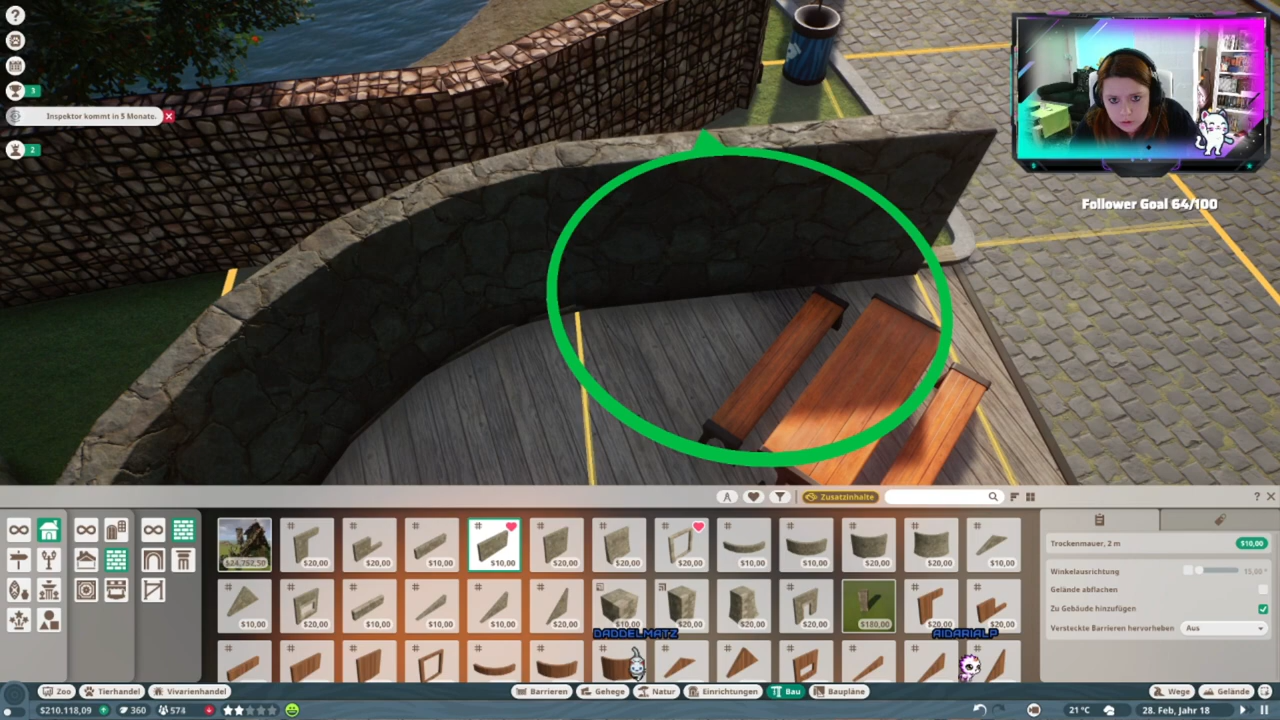 ?
3
Inspektor kommt in 5 Monate.
2
Follower Goal 64/100
A
Zusatzinhalte
?
$24.752,50
$20,00
$20,00
$10,00
$10,00
$20,00
$20,00
$20,00
$10,00
$20,00
$20,00
$20,00
$10,00
$10,00
$20,00
$10,00
$10,00
$10,00
$20,00
$10,00
$20,00
$20,00
$20,00
$180,00
$20,00
$20,00
DADDELMATZ
AIDARIALP
Trockenmauer, 2 m
$10,00
Winkelausrichtung
15,00°
Gelände abflachen
Zu Gebäude hinzufügen
Versteckte Barrieren hervorheben
Aus
Zoo
Tierhandel
Vivarienhandel
Barrieren
Gehege
Natur
Einrichtungen
Bau
Baupläne
Wege
Gelände
$210.118,09
360
574
21 °C
28. Feb, Jahr 18